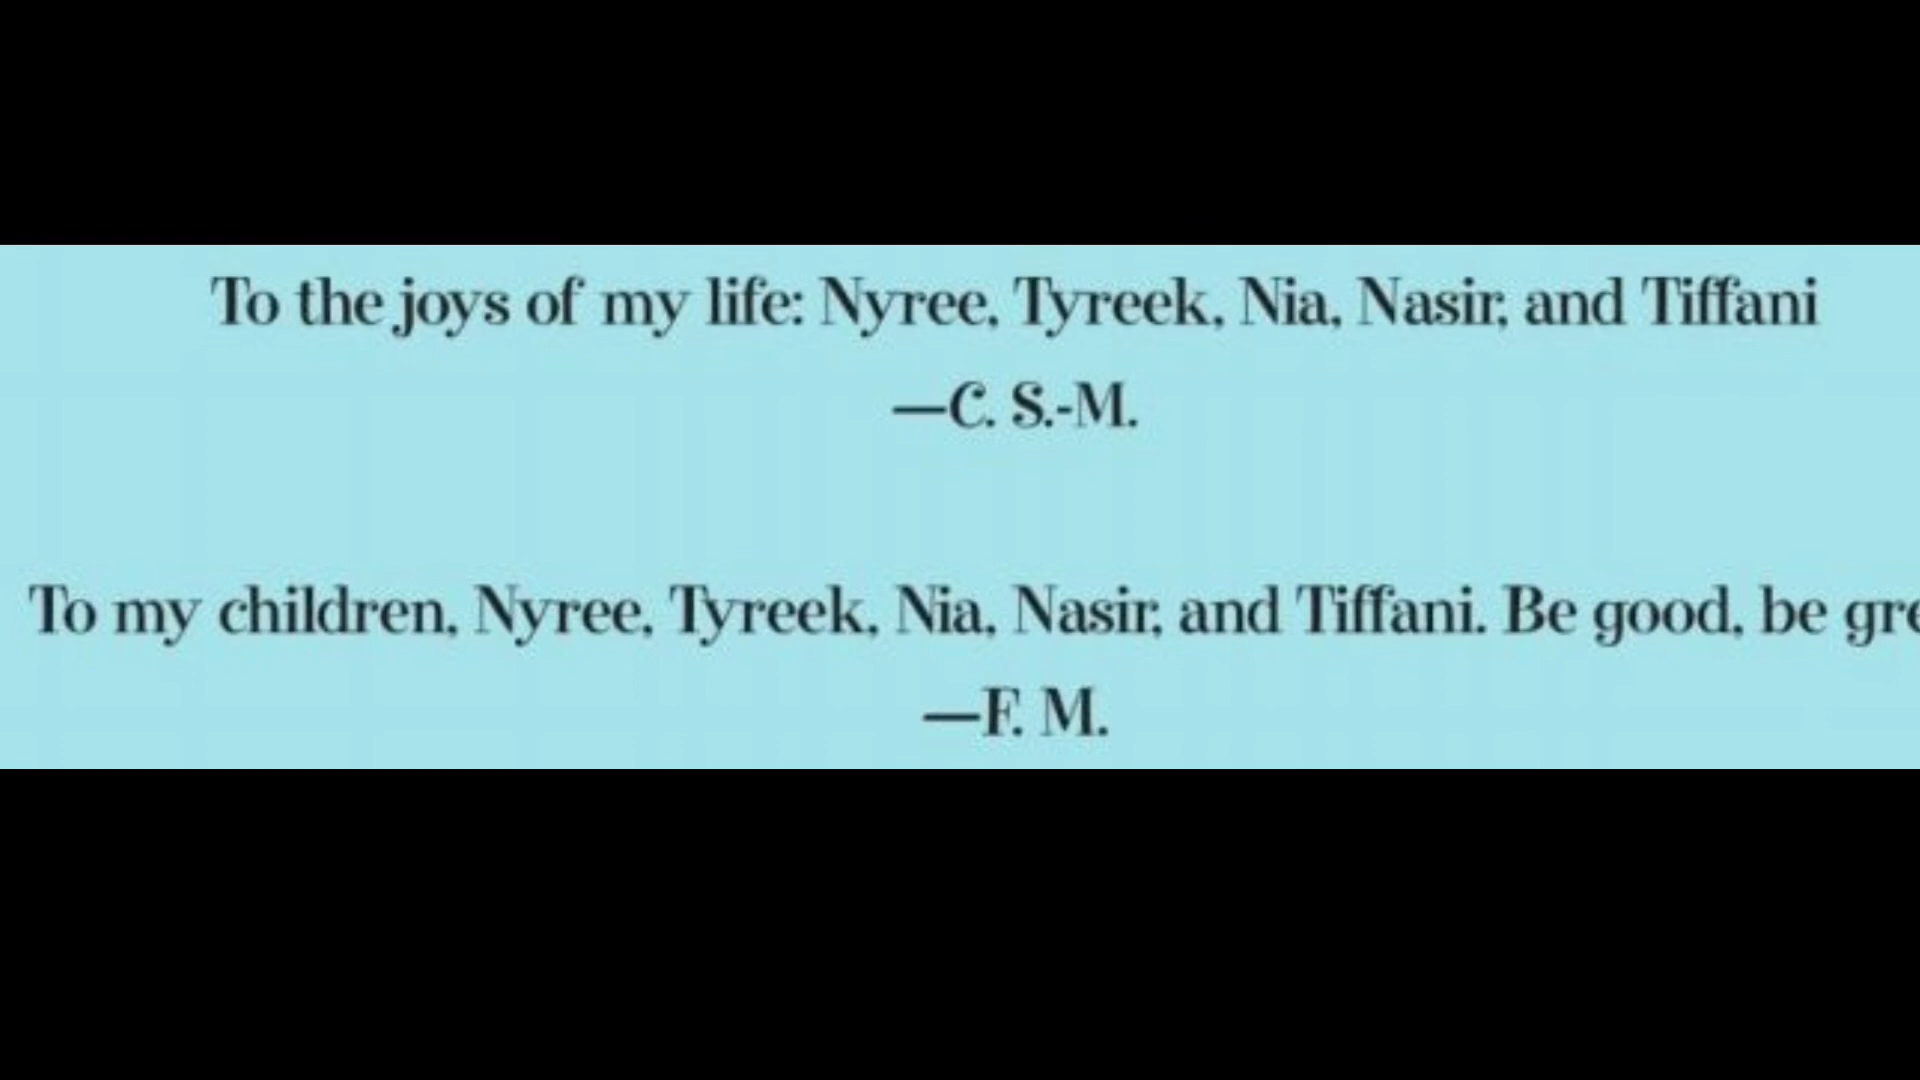 To the joys of my life: Nyree, Tyreek, Nia, Nasir, and Tiffani
—C. S.-M.
To my children, Nyree, Tyreek, Nia, Nasir, and Tiffani. Be good, be
—F. M.